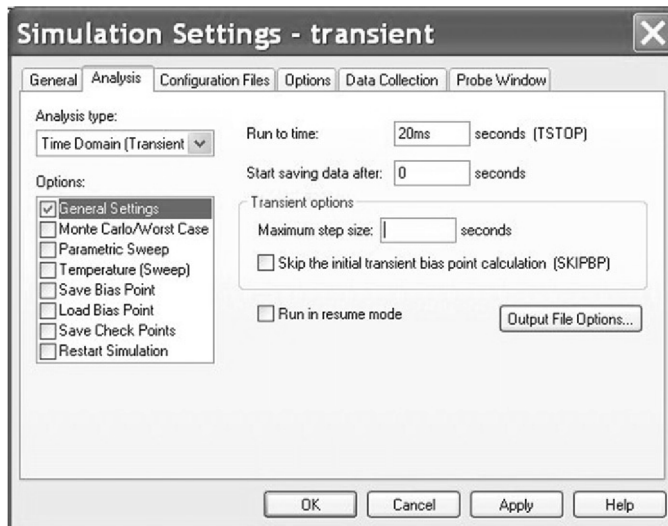 Simulation Settings - transient
General Analysis Configuration Files Options Data Collection Probe Window
Analysis type:
Time Domain (Transient
Options:
General Settings
Monte Carlo/Worst Case
Parametric Sweep
Temperature (Sweep)
Save Bias Point
Load Bias Point
Save Check Points
Restart Simulation
Run to time: 20ms seconds (TSTOP)
Start saving data after: 0 seconds
Transient options
Maximum step size: seconds
Skip the initial transient bias point calculation (SKIPBP)
Run in resume mode
Output File Options...
OK Cancel Apply Help